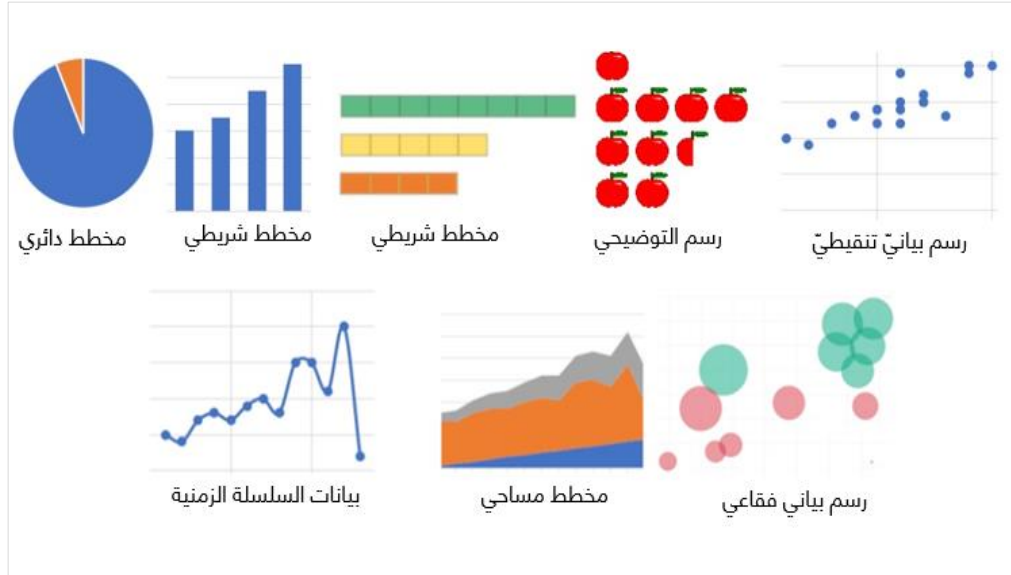 رسم بيانيّ تنقيطيّ
رسم التوضيحي
مخطط شريطي
مخطط شريطي
مخطط دائري
رسم بياني فقاعي
مخطط مساحي
بيانات السلسلة الزمنية